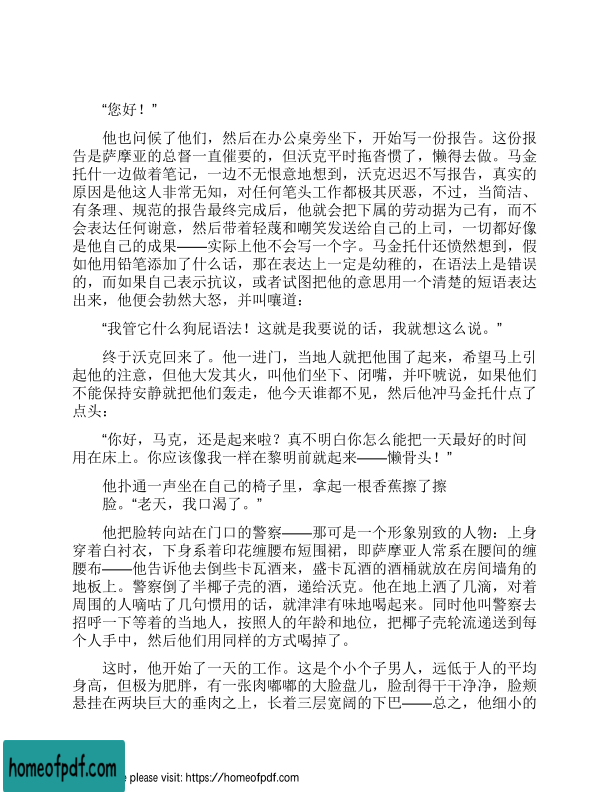 “您好！”
他也问候了他们，然后在办公桌旁坐下，开始写一份报告。这份报
告是萨摩亚的总督一直催要的，但沃克平时拖沓惯了，懒得去做。马金
托什一边做着笔记，一边不无恨意地想到，沃克迟迟不写报告，真实的
原因是他这人非常无知，对任何笔头工作都极其厌恶，不过，当简洁、
有条理、规范的报告最终完成后，他就会把下属的劳动据为己有，而不
会表达任何谢意，然后带着轻蔑和嘲笑发送给自己的上司，一切都好像
是他自己的成果——实际上他不会写一个字。马金托什还愤然想到，假
如他用铅笔添加了什么话，那在表达上一定是幼稚的，在语法上是错误
的，而如果自己表示抗议，或者试图把他的意思用一个清楚的短语表达
出来，他便会勃然大怒，并叫嚷道：
“我管它什么狗屁语法！这就是我要说的话，我就想这么说。”
终于沃克回来了。他一进门，当地人就把他围了起来，希望马上引
起他的注意，但他大发其火，叫他们坐下、闭嘴，并吓唬说，如果他们
不能保持安静就把他们轰走，他今天谁都不见，然后他冲马金托什点了
点头：
“你好，马克，还是起来啦？真不明白你怎么能把一天最好的时间
用在床上。你应该像我一样在黎明前就起来——懒骨头！”
他扑通一声坐在自己的椅子里，拿起一根香蕉擦了擦
脸。“老天，我口渴了。”
他把脸转向站在门口的警察——那可是一个形象别致的人物：上身
穿着白衬衣，下身系着印花缠腰布短围裙，即萨摩亚人常系在腰间的缠
腰布——他告诉他去倒些卡瓦酒来，盛卡瓦酒的酒桶就放在房间墙角的
地板上。警察倒了半椰子壳的酒，递给沃克。他在地上洒了几滴，对着
周围的人嘀咕了几句惯用的话，就津津有味地喝起来。同时他叫警察去
招呼一下等着的当地人，按照人的年龄和地位，把椰子壳轮流递送到每
个人手中，然后他们用同样的方式喝掉了。
这时，他开始了一天的工作。这是个小个子男人，远低于人的平均
身高，但极为肥胖，有一张肉嘟嘟的大脸盘儿，脸刮得干干净净，脸颊
悬挂在两块巨大的垂肉之上，长着三层宽阔的下巴——总之，他细小的
homeofpdf.com
please visit: https://homeofpdf.com